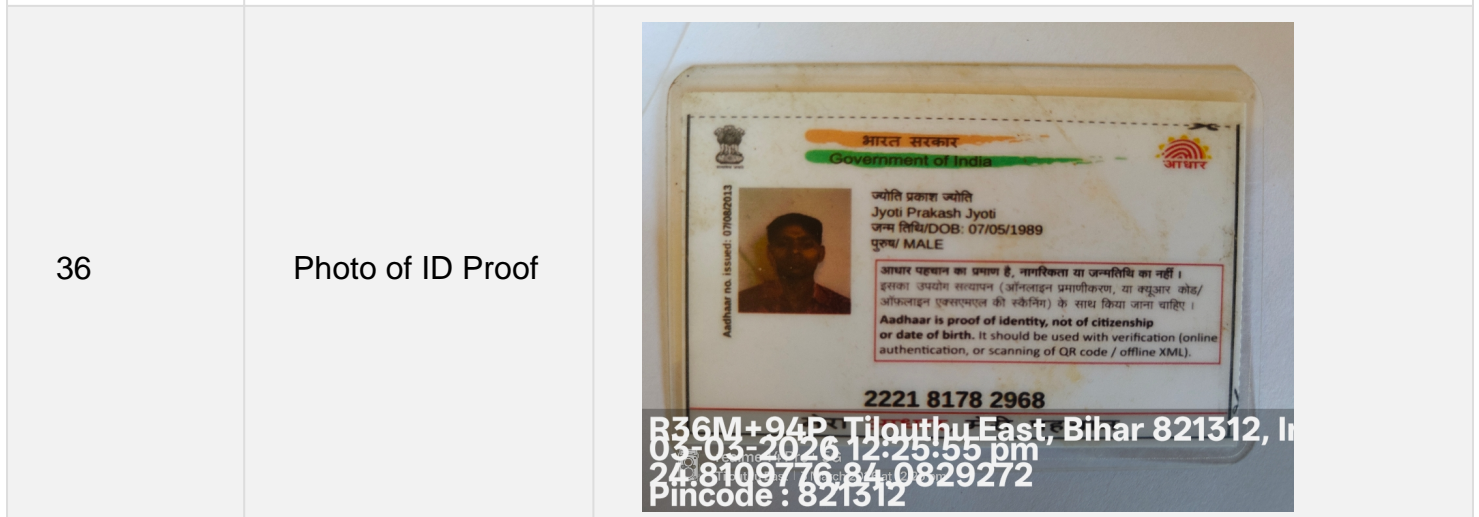 36
Photo of ID Proof
भारत सरकार
Government of India
आधार
Aadhaar no. issued: 07/08/2013
ज्योति प्रकाश ज्योति
Jyoti Prakash Jyoti
जन्म तिथि/DOB: 07/05/1989
पुरुष/ MALE
आधार पहचान का प्रमाण है, नागरिकता या जन्मतिथि का नहीं ।
इसका उपयोग सत्यापन (ऑनलाइन प्रमाणीकरण, या क्यूआर कोड/
ऑफलाइन एक्सएमएल की स्कैनिंग) के साथ किया जाना चाहिए ।
Aadhaar is proof of identity, not of citizenship
or date of birth. It should be used with verification (online
authentication, or scanning of QR code / offline XML).
2221 8178 2968
R36M+94P, Tilouthu East, Bihar 821312, I
03-03-2026 12:25:55 pm
24.8109776,84.0829272
Pincode : 821312